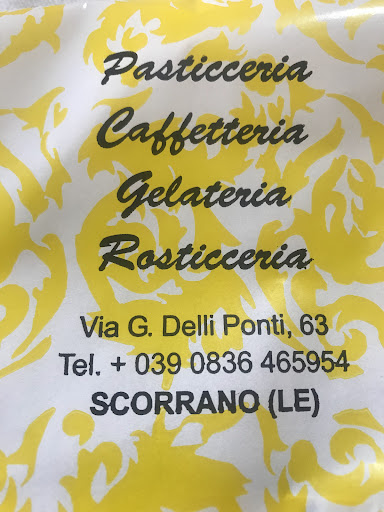 Pasticceria
Caffetteria
Gelateria
Rosticceria
Via G. Delli Ponti, 63
Tel. + 039 0836 465954
SCORRANO (LE)